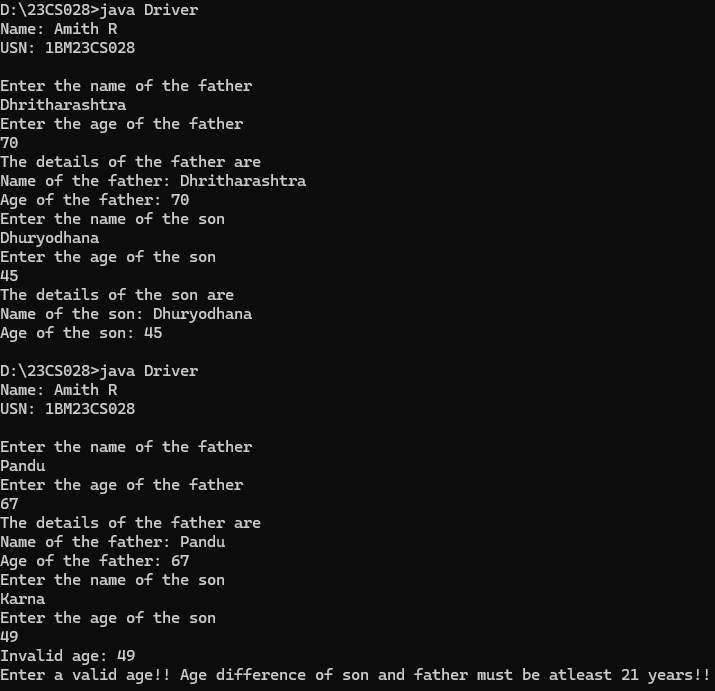 D:\23CS028>java Driver
Name: Amith R
USN: 1BM23CS028

Enter the name of the father
Dhritharashtra
Enter the age of the father
70
The details of the father are
Name of the father: Dhritharashtra
Age of the father: 70
Enter the name of the son
Dhuryodhana
Enter the age of the son
45
The details of the son are
Name of the son: Dhuryodhana
Age of the son: 45

D:\23CS028>java Driver
Name: Amith R
USN: 1BM23CS028

Enter the name of the father
Pandu
Enter the age of the father
67
The details of the father are
Name of the father: Pandu
Age of the father: 67
Enter the name of the son
Karna
Enter the age of the son
49
Invalid age: 49
Enter a valid age!! Age difference of son and father must be atleast 21 years!!